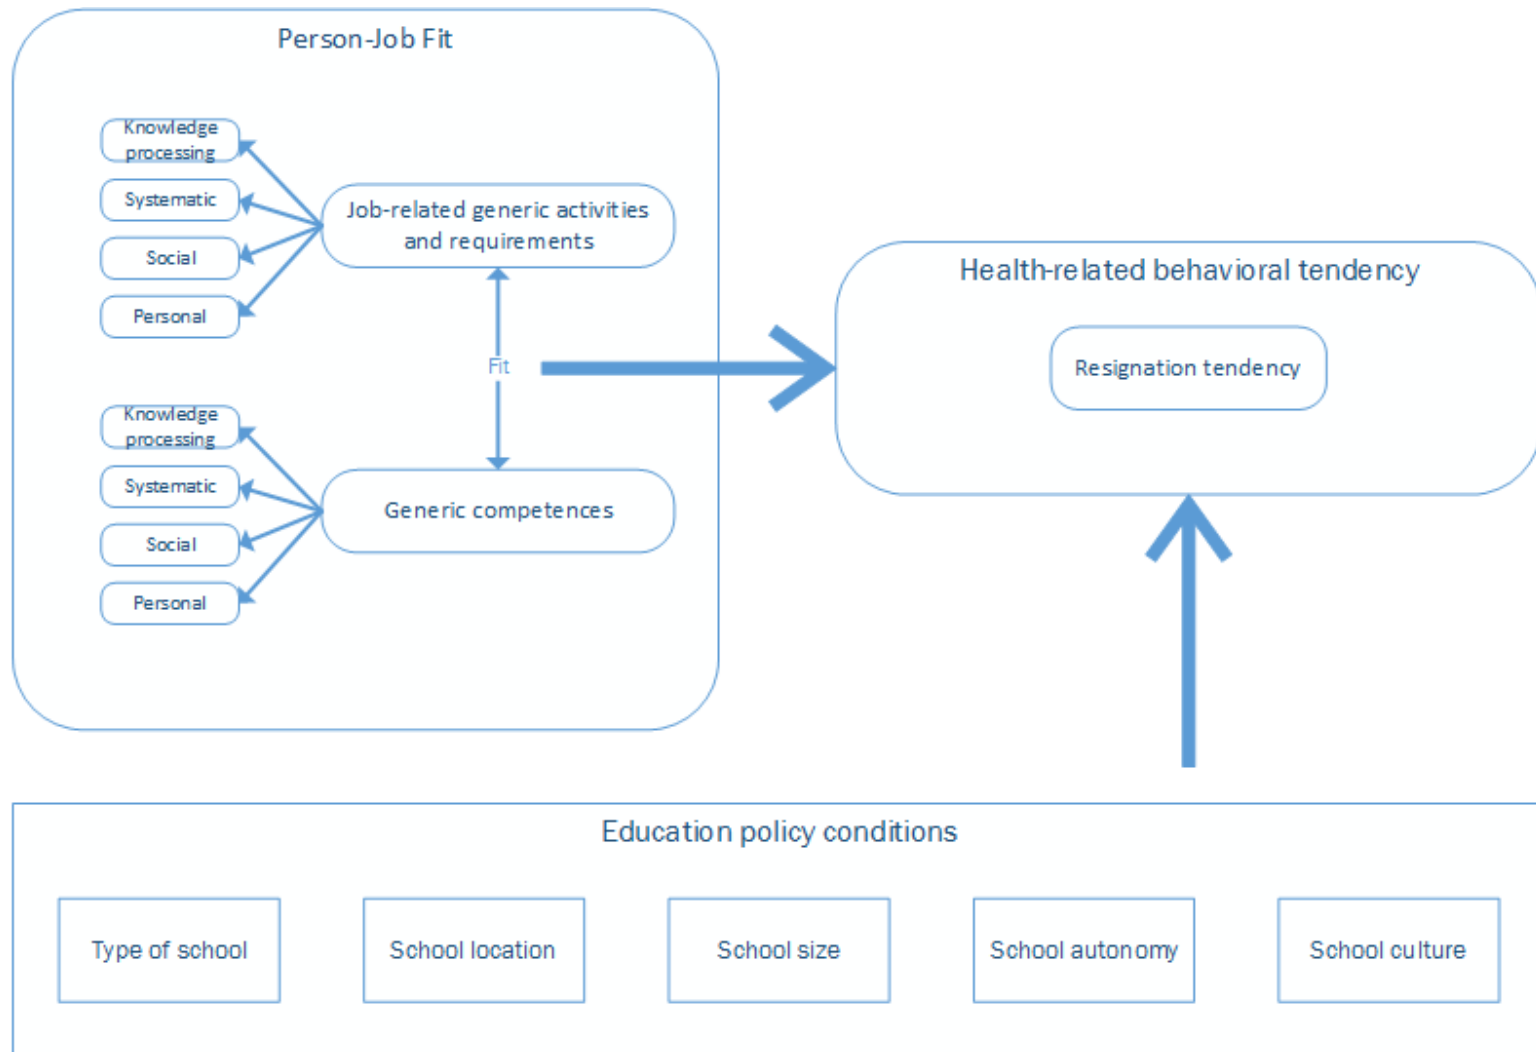 Person-Job Fit
Knowledge
processing
Systematic
Social
Personal
Job-related generic activities
and requirements
Fit
Knowledge
processing
Systematic
Social
Personal
Generic competences
Health-related behavioral tendency
Resignation tendency
Education policy conditions
Type of school
School location
School size
School autonomy
School culture